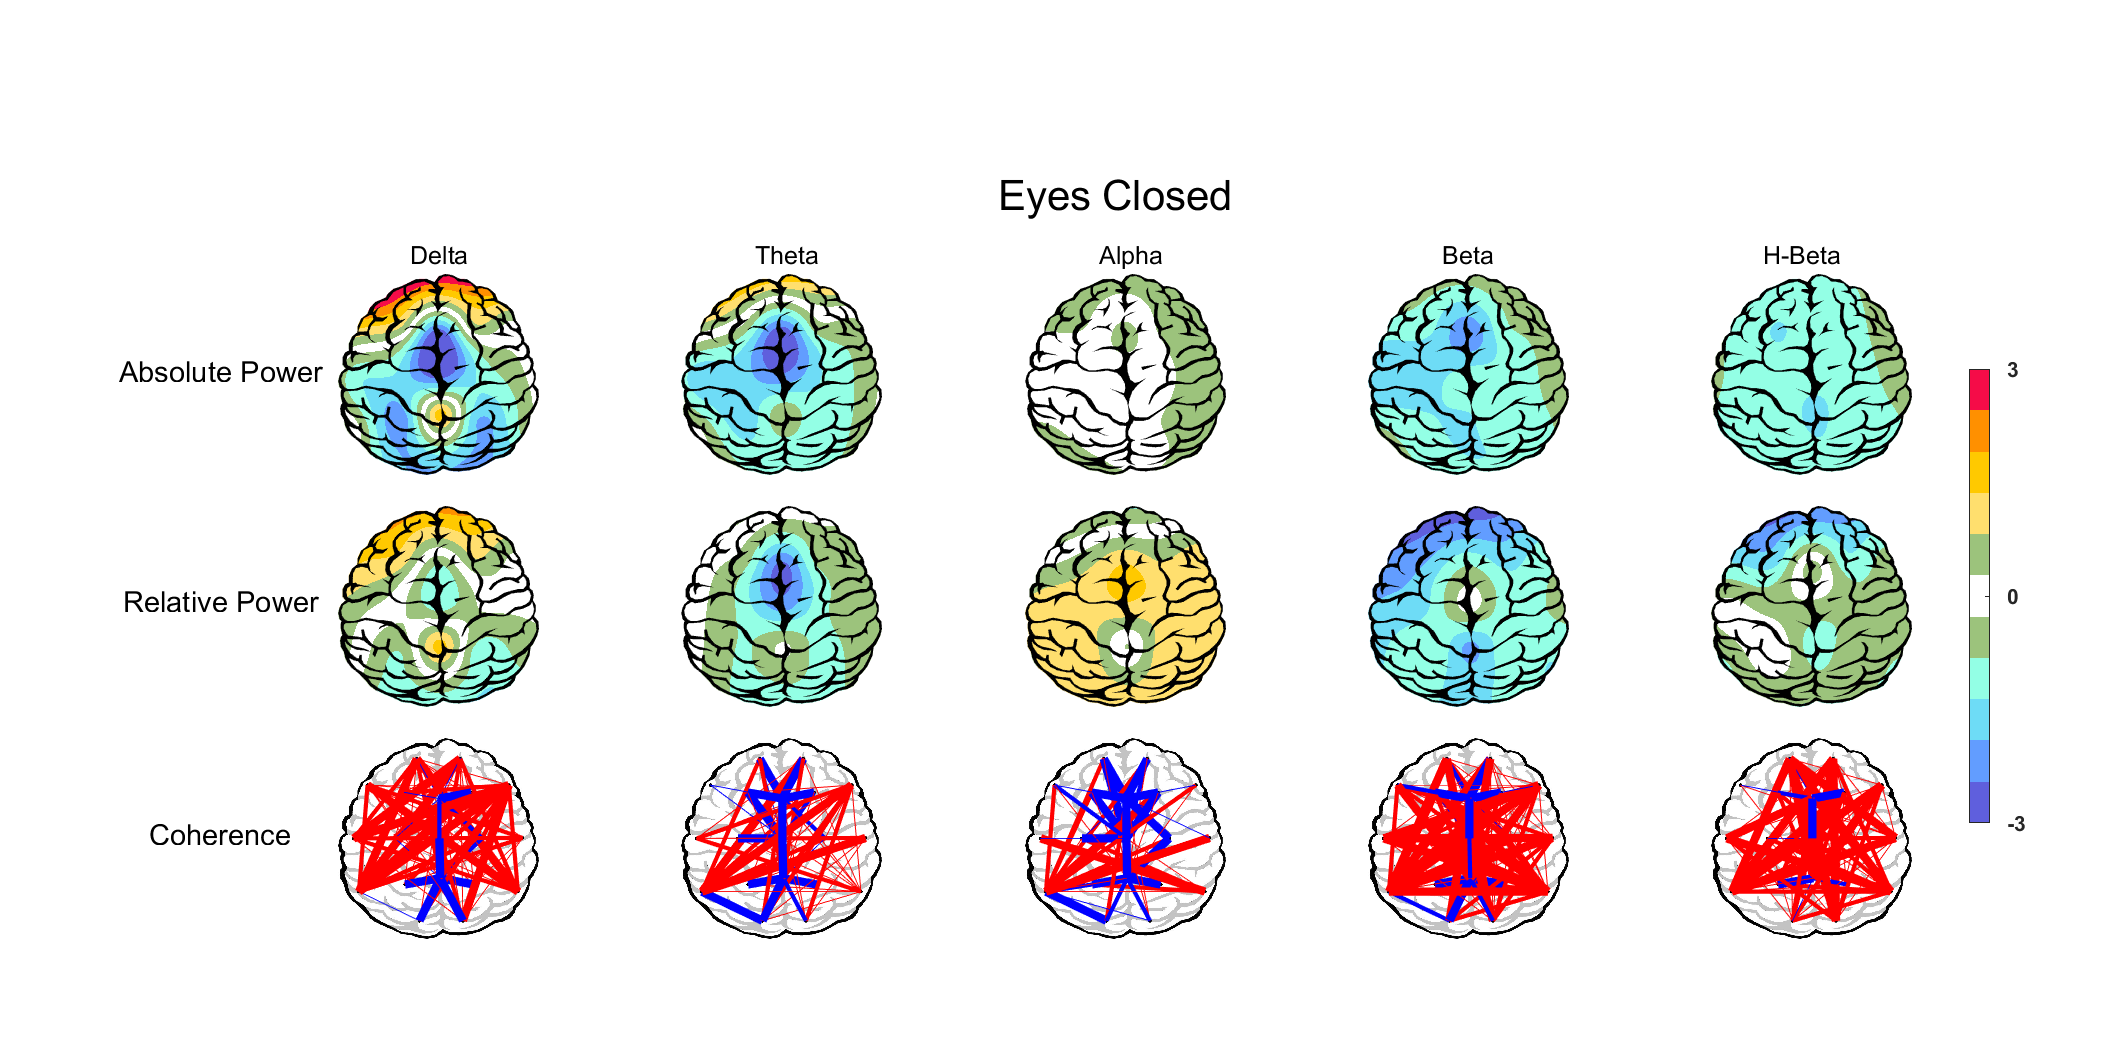 Eyes Closed
Delta
Theta
Alpha
Beta
H-Beta
Absolute Power
3
Relative Power
0
Coherence
-3